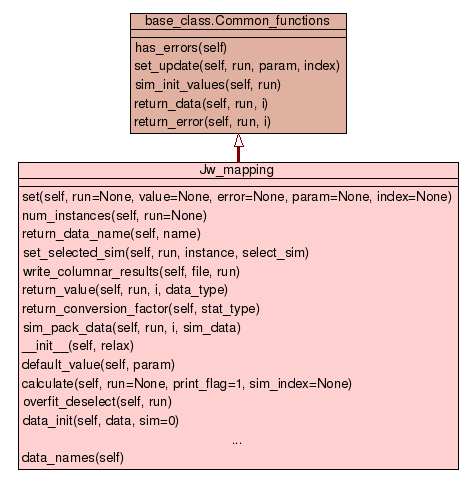 base_class.Common_functions
has_errors(self)
set_update(self, run, param, index)
sim_init_values(self, run)
return_data(self, run, i)
return_error(self, run, i)
Jw_mapping
set(self, run=None, value=None, error=None, param=None, index=None)
num_instances(self, run=None)
return_data_name(self, name)
set_selected_sim(self, run, instance, select_sim)
write_columnar_results(self, file, run)
return_value(self, run, i, data_type)
return_conversion_factor(self, stat_type)
sim_pack_data(self, run, i, sim_data)
__init__(self, relax)
default_value(self, param)
calculate(self, run=None, print_flag=1, sim_index=None)
overfit_deselect(self, run)
data_init(self, data, sim=0)
...
data_names(self)